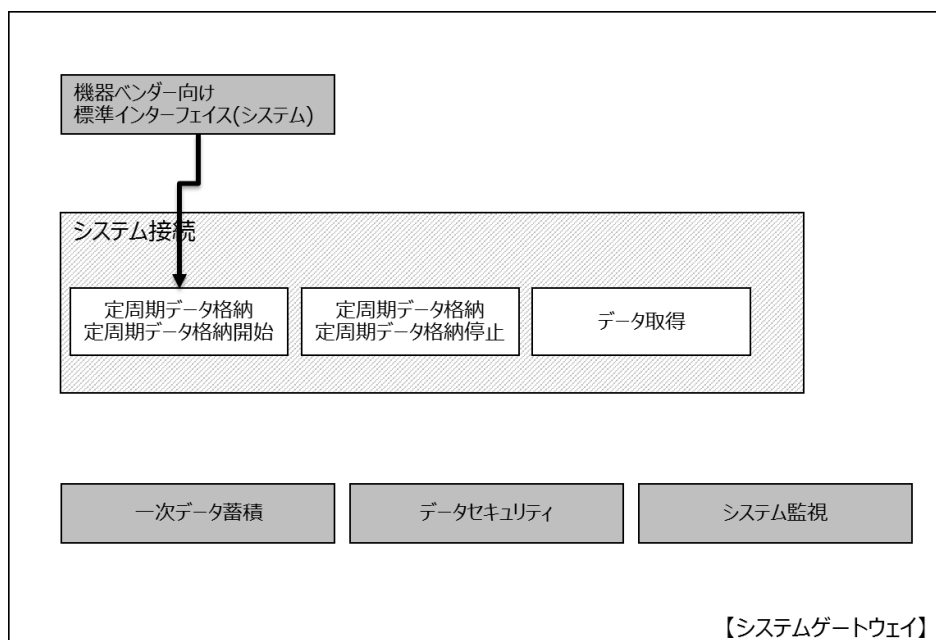 機器ベンダー向け
標準インターフェイス(システム)
システム接続
定周期データ格納
定周期データ格納開始
定周期データ格納
定周期データ格納停止
データ取得
一次データ蓄積
データセキュリティ
システム監視
【システムゲートウェイ】